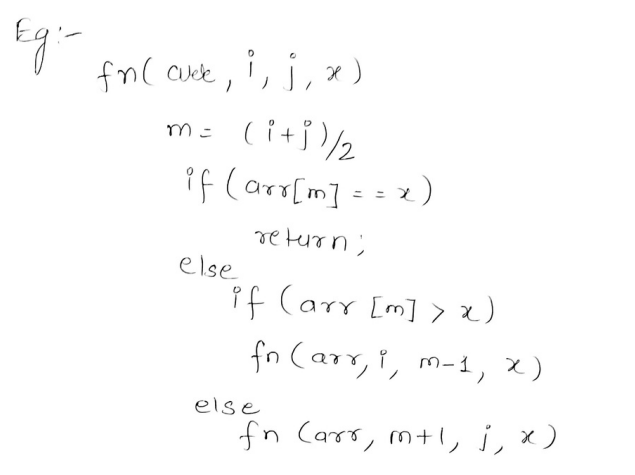 Eg:-
fn( arr, i, j, x)
m = (i+j)/2
if (arr[m] == x)
return;
else
if (arr [m] > x)
fn (arr, i, m-1, x)
else
fn (arr, m+1, j, x)